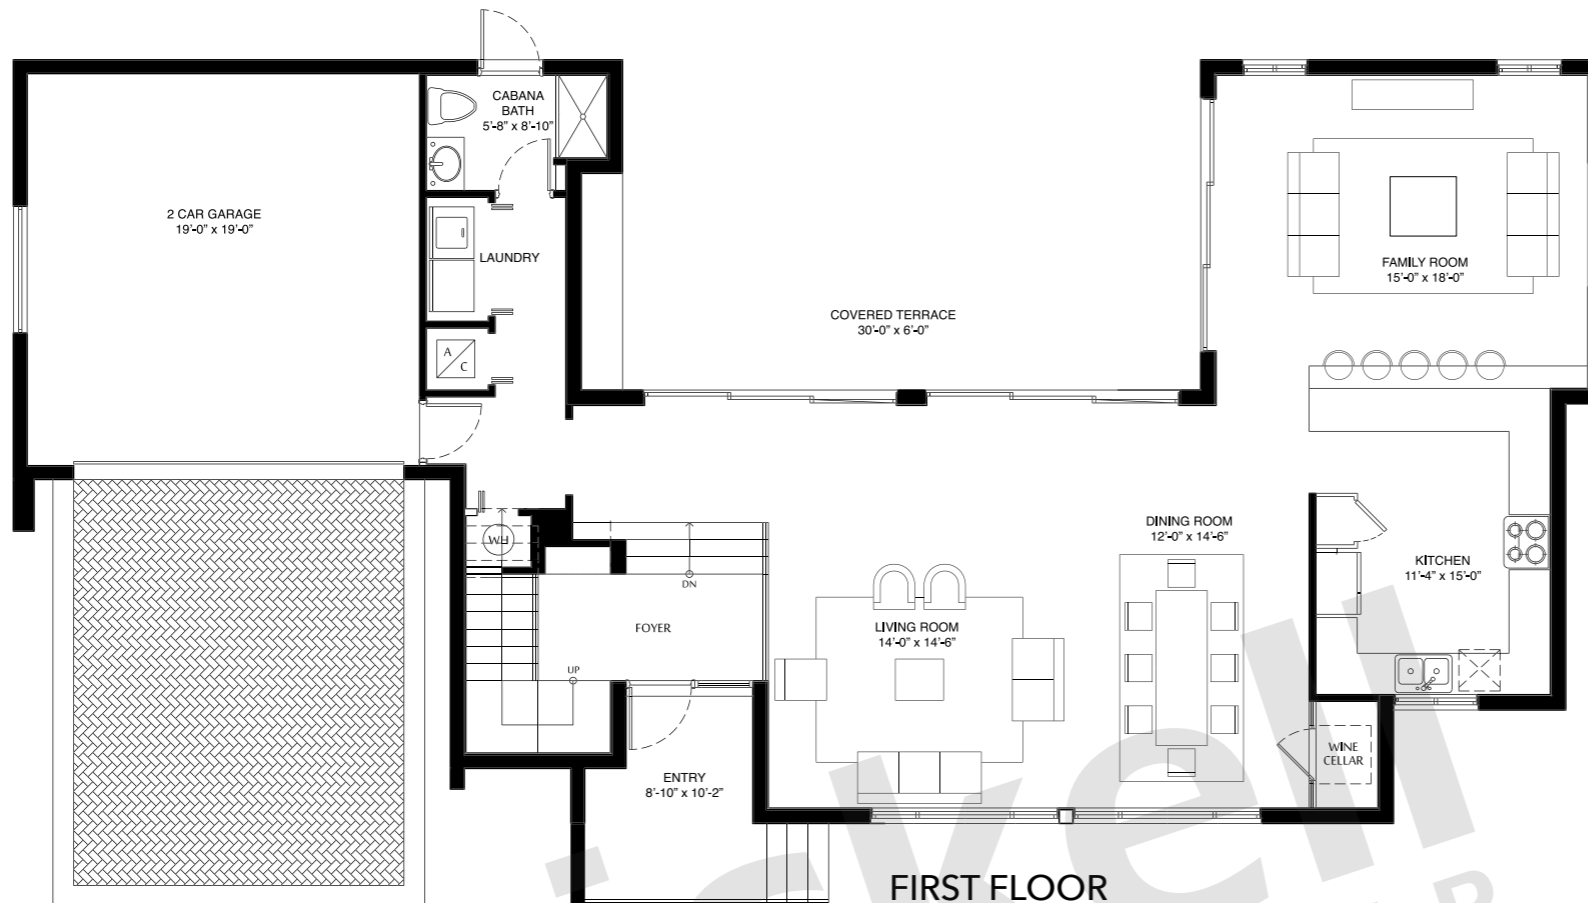 CABANA
BATH
5'-8" x 8'-10"
2 CAR GARAGE
19'-0" x 19'-0"
LAUNDRY
A
C
COVERED TERRACE
30'-0" x 6'-0"
FAMILY ROOM
15'-0" x 18'-0"
WH
DN
FOYER
UP
LIVING ROOM
14'-0" x 14'-6"
DINING ROOM
12'-0" x 14'-6"
KITCHEN
11'-4" x 15'-0"
WINE
CELLAR
ENTRY
8'-10" x 10'-2"
FIRST FLOOR